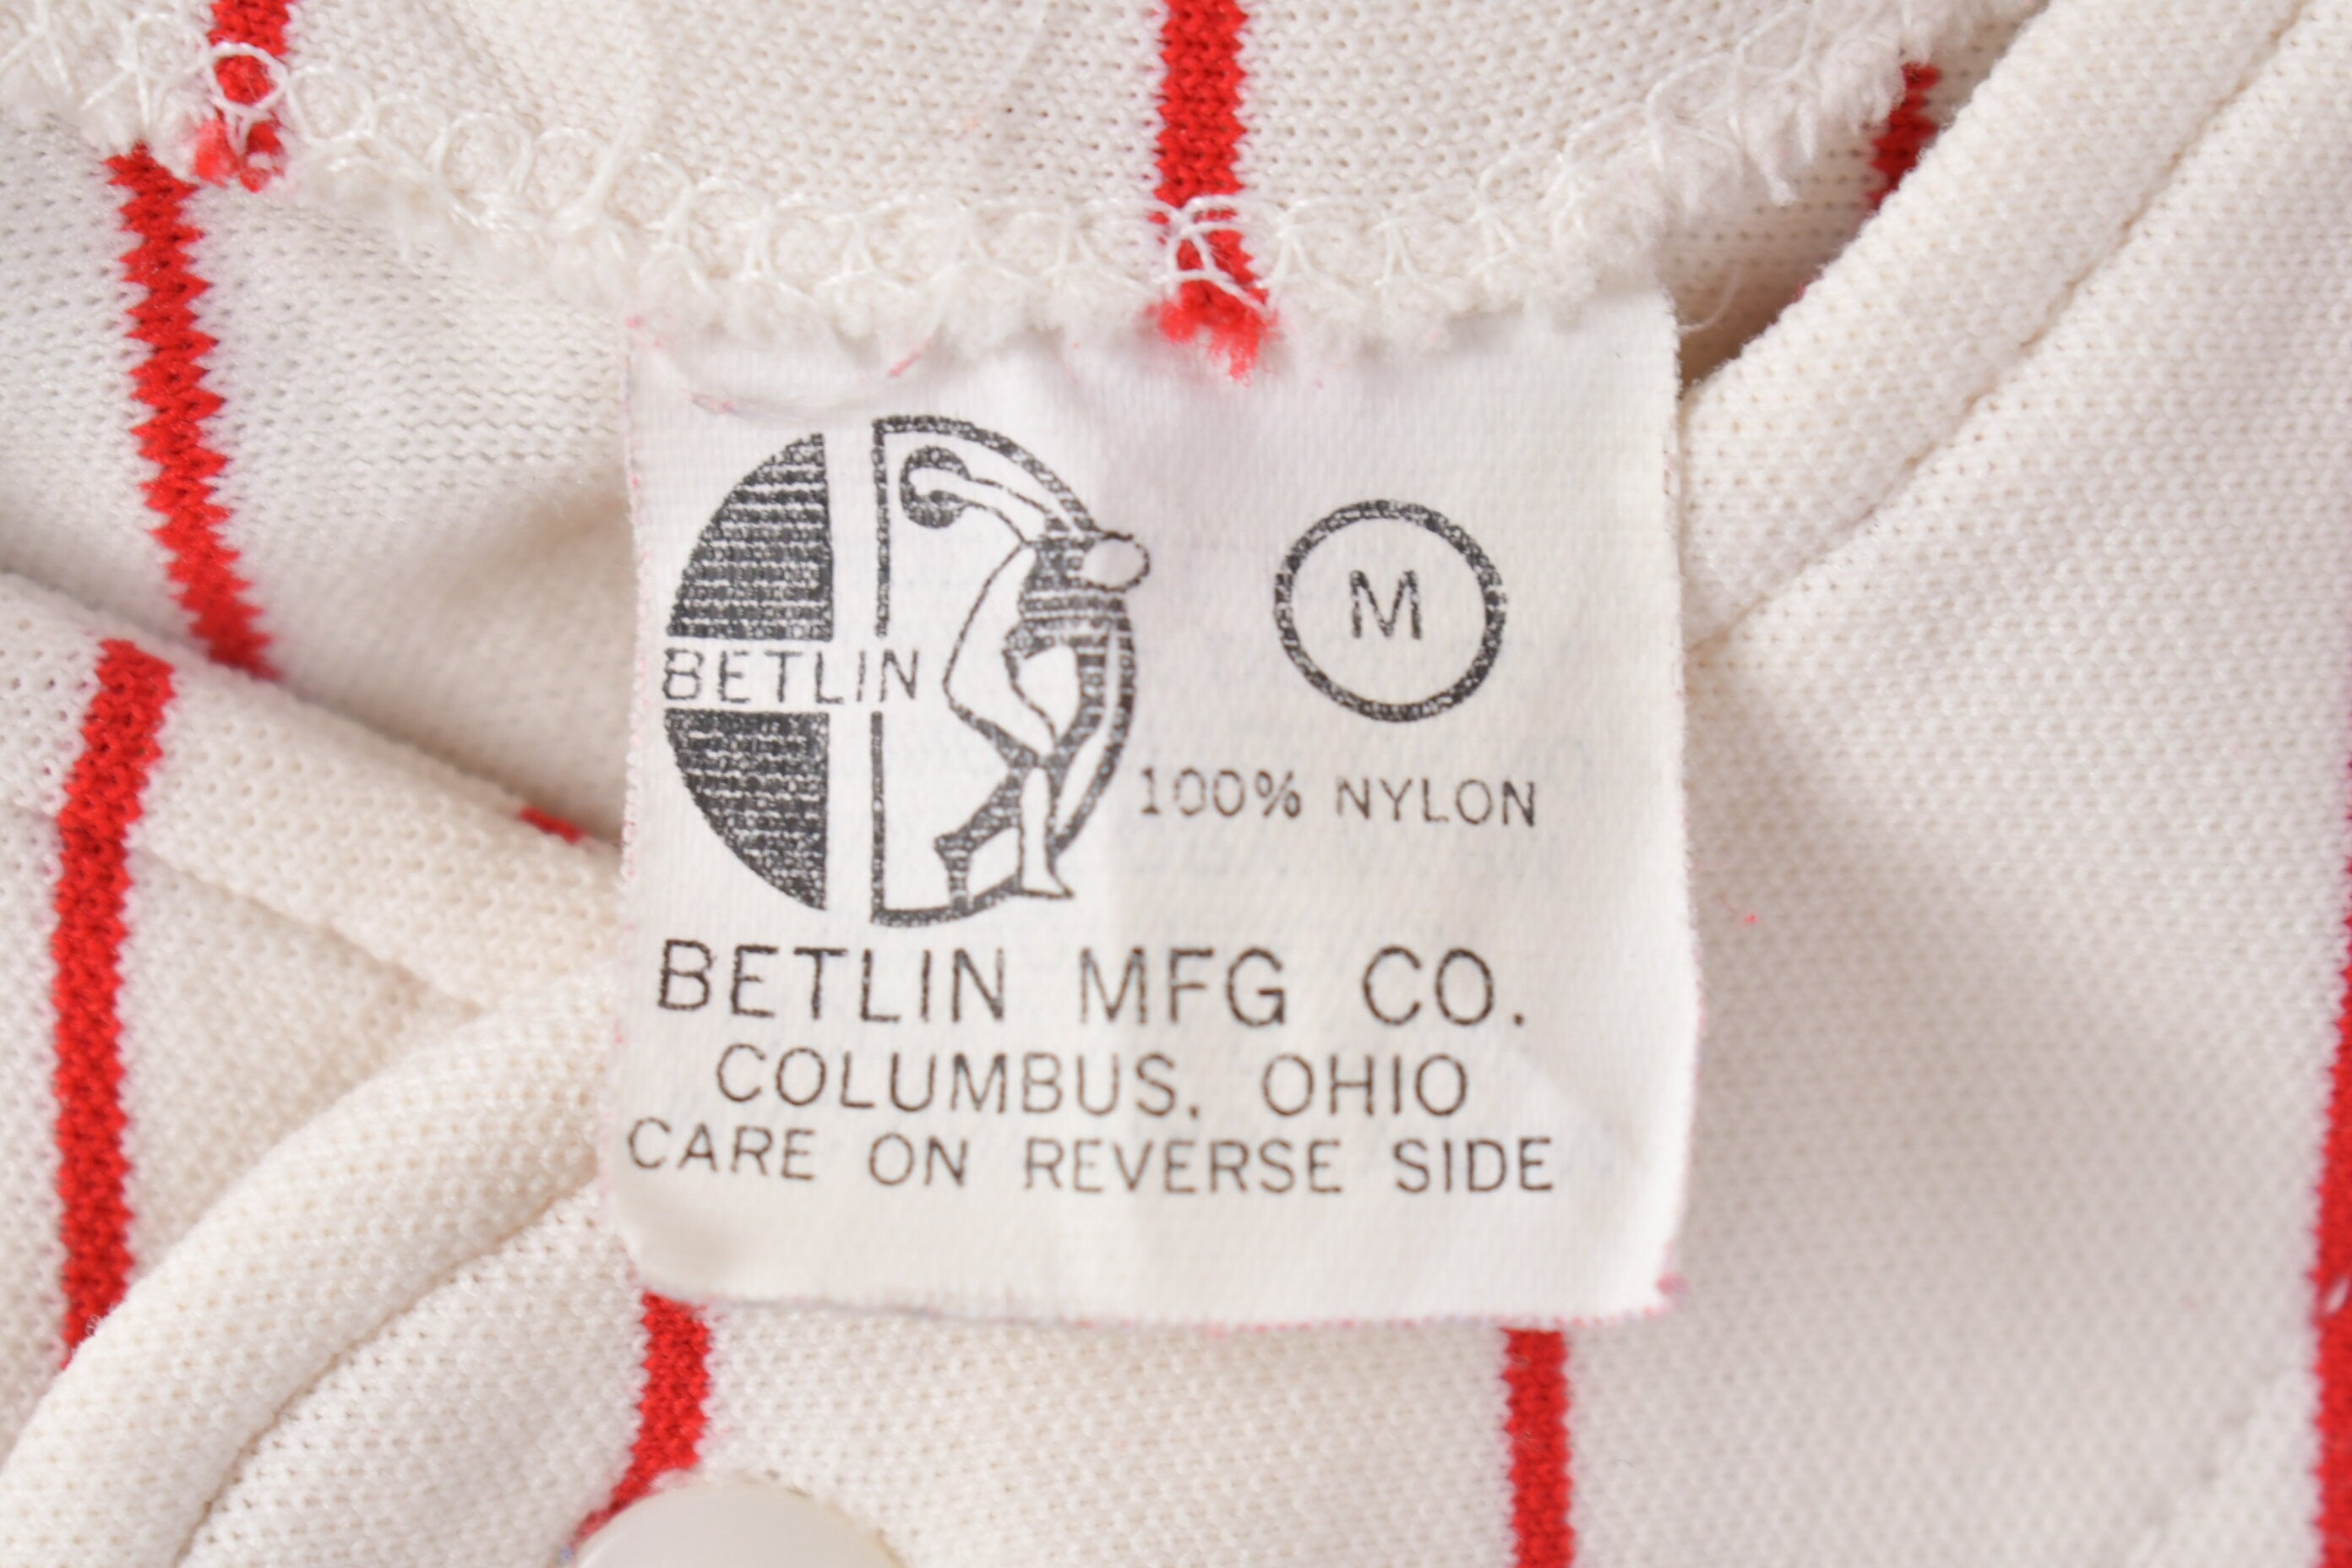 BETLIN
M
100% NYLON
BETLIN MFG CO.
COLUMBUS. OHIO
CARE ON REVERSE SIDE